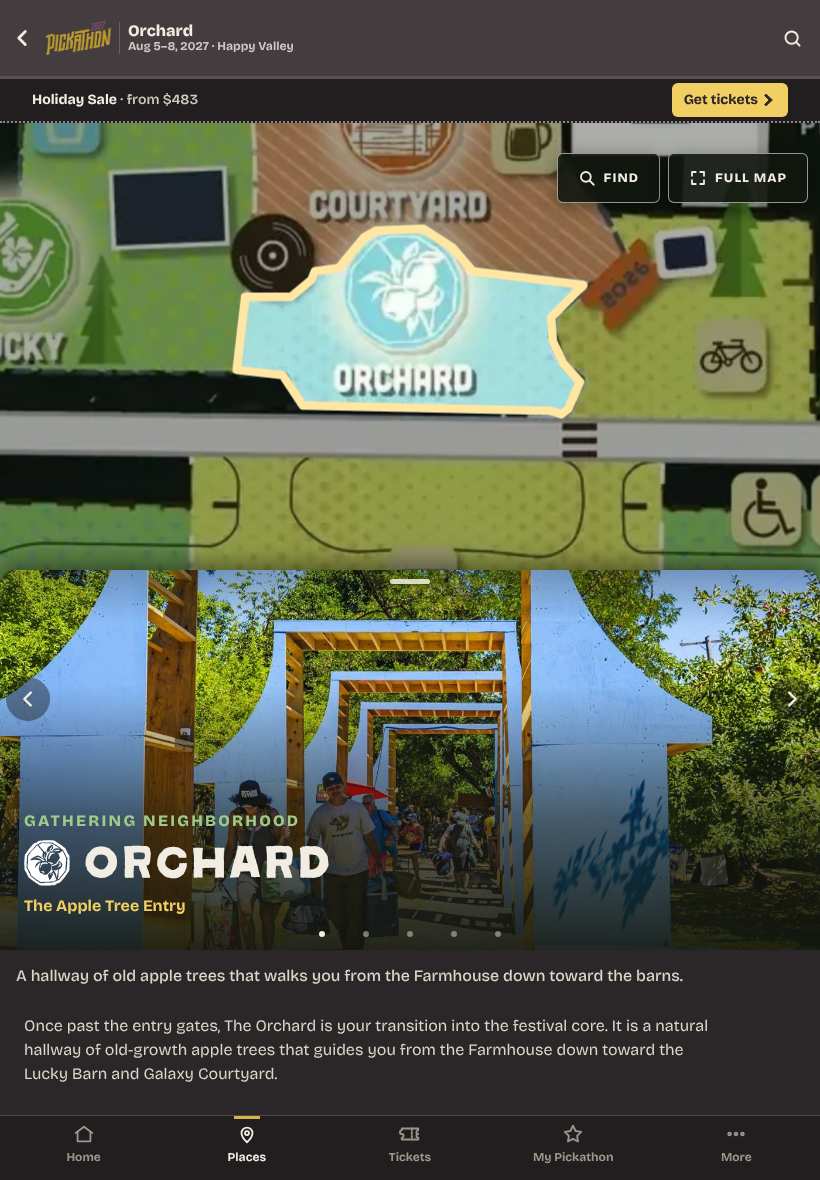 PICKATHON
Orchard
Aug 5–8, 2027 · Happy Valley
Holiday Sale · from $483
Get tickets
P
FIND
FULL MAP
COURTYARD
2026
UCKY
ORCHARD
GATHERING NEIGHBORHOOD
ORCHARD
The Apple Tree Entry
A hallway of old apple trees that walks you from the Farmhouse down toward the barns.
Once past the entry gates, The Orchard is your transition into the festival core. It is a natural
hallway of old-growth apple trees that guides you from the Farmhouse down toward the
Lucky Barn and Galaxy Courtyard.
Home
Places
Tickets
My Pickathon
More